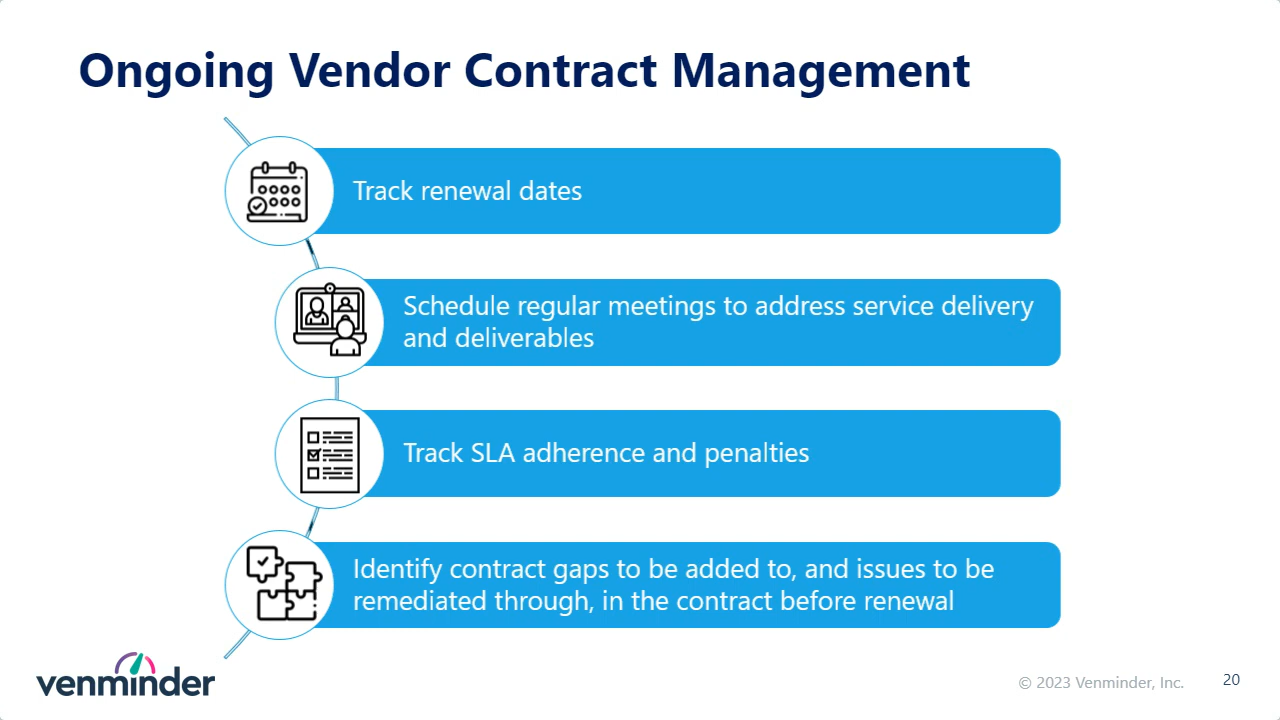 Ongoing Vendor Contract Management
Track renewal dates
Schedule regular meetings to address service delivery
and deliverables
Track SLA adherence and penalties
Identify contract gaps to be added to, and issues to be
remediated through, in the contract before renewal
venminder
© 2023 Venminder, Inc.
20